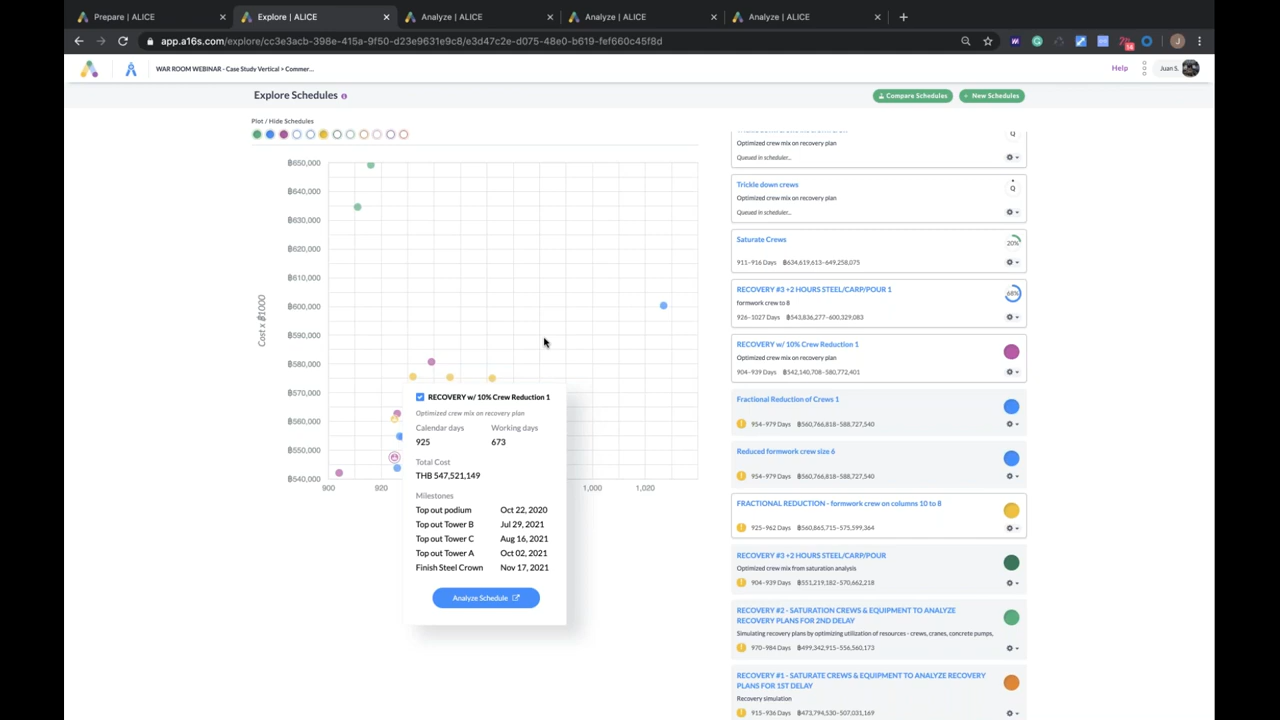 Prepare | ALICE
Explore | ALICE
Analyze | ALICE
Analyze | ALICE
Analyze | ALICE
app.a16s.com/explore/cc3e3acb-398e-415a-9f50-d23e9631e9c8/e3d47c2e-d075-48e0-b619-fef660c45f8d
WAR ROOM WEBINAR - Case Study Vertical > Commer...
Help
Juan S.
Explore Schedules
Compare Schedules
+ New Schedules
Plot / Hide Schedules
฿650,000
฿640,000
฿630,000
฿620,000
฿610,000
฿600,000
฿590,000
฿580,000
฿570,000
฿560,000
฿550,000
฿540,000
Cost x ฿1000
900
920
1,000
1,020
RECOVERY w/ 10% Crew Reduction 1
Optimized crew mix on recovery plan
Calendar days
Working days
925
673
Total Cost
THB 547,521,149
Milestones
Top out podium Oct 22, 2020
Top out Tower B Jul 29, 2021
Top out Tower C Aug 16, 2021
Top out Tower A Oct 02, 2021
Finish Steel Crown Nov 17, 2021
Analyze Schedule
Q
Optimized crew mix on recovery plan
Queued in scheduler...
Trickle down crews
Q
Optimized crew mix on recovery plan
Queued in scheduler...
Saturate Crews
20%
911–916 Days ฿634,619,613–649,258,075
RECOVERY #3 +2 HOURS STEEL/CARP/POUR 1
68%
formwork crew to 8
926–1027 Days ฿543,836,277–600,329,083
RECOVERY w/ 10% Crew Reduction 1
Optimized crew mix on recovery plan
904–939 Days ฿542,140,708–580,772,401
Fractional Reduction of Crews 1
954–979 Days ฿560,766,818–588,727,540
Reduced formwork crew size 6
954–979 Days ฿560,766,818–588,727,540
FRACTIONAL REDUCTION - formwork crew on columns 10 to 8
925–962 Days ฿560,865,715–575,599,364
RECOVERY #3 +2 HOURS STEEL/CARP/POUR
Optimized crew mix from saturation analysis
904–939 Days ฿551,219,182–570,662,218
RECOVERY #2 - SATURATION CREWS & EQUIPMENT TO ANALYZE
RECOVERY PLANS FOR 2ND DELAY
Simulating recovery plans by optimizing utilization of resources - crews, cranes, concrete pumps,
970–984 Days ฿499,342,915–556,560,173
RECOVERY #1 - SATURATE CREWS & EQUIPMENT TO ANALYZE RECOVERY
PLANS FOR 1ST DELAY
Recovery simulation
915–936 Days ฿473,794,530–507,031,169